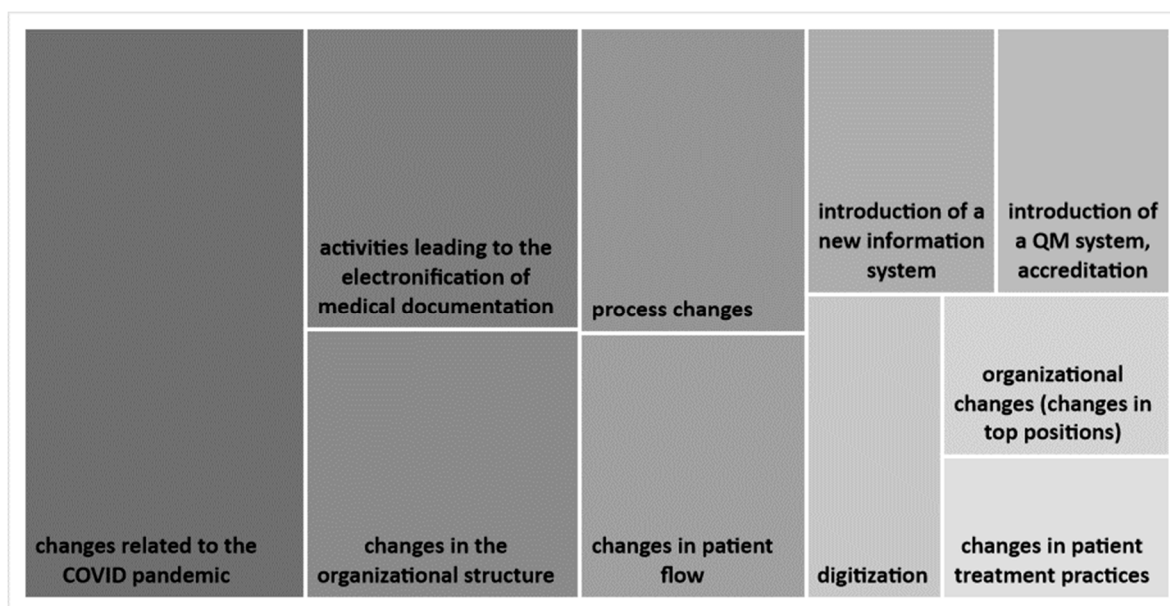 changes related to the
COVID pandemic
activities leading to the
electronification of
medical documentation
changes in the
organizational structure
process changes
changes in patient
flow
introduction of a
new information
system
introduction of
a QM system,
accreditation
digitization
organizational
changes (changes in
top positions)
changes in patient
treatment practices